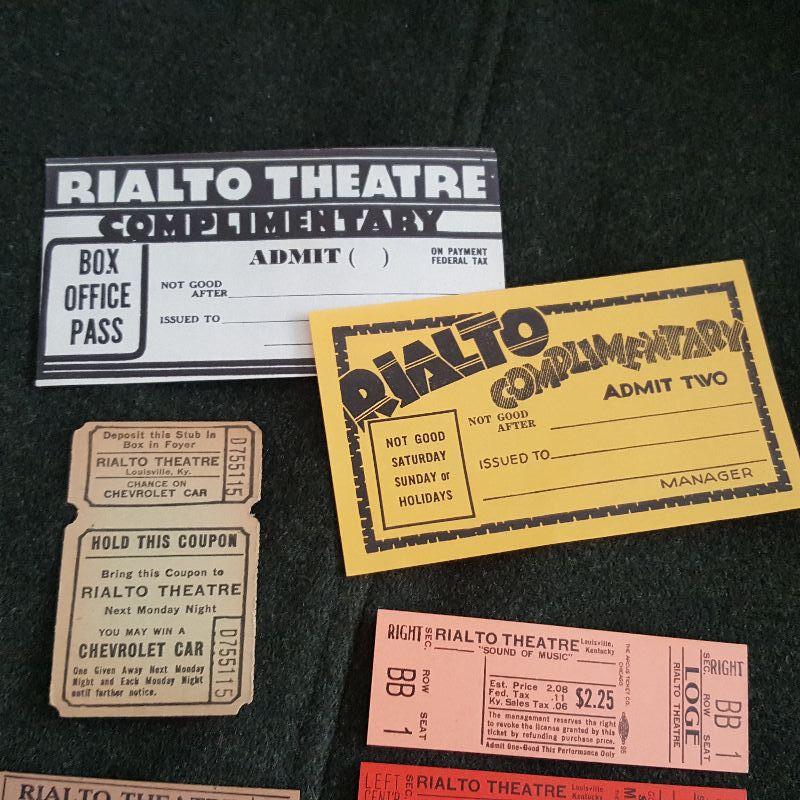 RIALTO THEATRE
COMPLIMENTARY
BOX
OFFICE
PASS
ADMIT ( )
ON PAYMENT
FEDERAL TAX
NOT GOOD
AFTER
ISSUED TO
RIALTO
COMPLIMENTARY
ADMIT TWO
NOT GOOD
AFTER
ISSUED TO
MANAGER
NOT GOOD
SATURDAY
SUNDAY or
HOLIDAYS
Deposit this Stub in
Box in Foyer
RIALTO THEATRE
Louisville, Ky.
CHANCE ON
CHEVROLET CAR
D755115
HOLD THIS COUPON
Bring this Coupon to
RIALTO THEATRE
Next Monday Night
YOU MAY WIN A
CHEVROLET CAR
One Given Away Next Monday
Night and Each Monday Night
until further notice.
D755115
RIGHT
SEC.
BB
ROW
1
SEAT
RIALTO THEATRE
Louisville,
Kentucky
"SOUND OF MUSIC"
Est. Price 2.08
Fed. Tax .11
Ky. Sales Tax .06
$2.25
The management reserves the right
to revoke the license granted by this
ticket by refunding purchase price.
Admit One-Good This Performance Only
THE ARCUS TICKET CO.
CHICAGO
LOGE
RIALTO THEATRE
RIGHT
SEC.
BB
ROW
1
SEAT
RIALTO THEATRE
LEFT
CENT'R
SEC.
RIALTO THEATRE
Louisville,
Kentucky